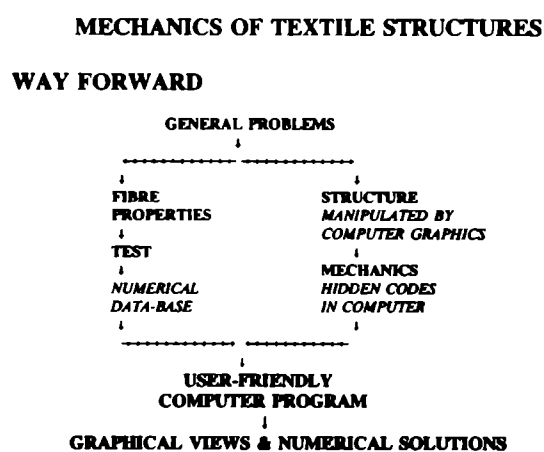 MECHANICS OF TEXTILE STRUCTURES
WAY FORWARD
GENERAL PROBLEMS
FIBRE
PROPERTIES
TEST
NUMERICAL
DATA-BASE
STRUCTURE
MANIPULATED BY
COMPUTER GRAPHICS
MECHANICS
HIDDEN CODES
IN COMPUTER
USER-FRIENDLY
COMPUTER PROGRAM
GRAPHICAL VIEWS & NUMERICAL SOLUTIONS